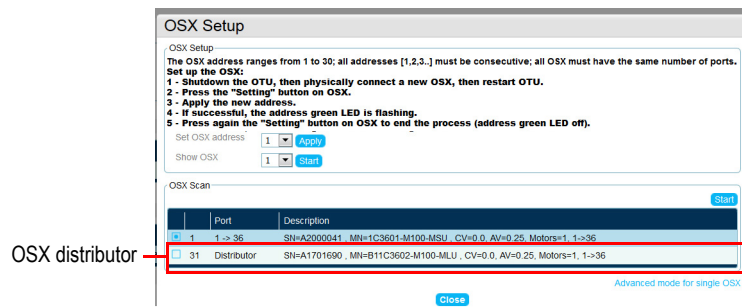 OSX Setup
OSX Setup
The OSX address ranges from 1 to 30; all addresses [1,2,3..] must be consecutive; all OSX must have the same number of ports.
Set up the OSX:
1 - Shutdown the OTU, then physically connect a new OSX, then restart OTU.
2 - Press the "Setting" button on OSX.
3 - Apply the new address.
4 - If successful, the address green LED is flashing.
5 - Press again the "Setting" button on OSX to end the process (address green LED off).
Set OSX address 1 Apply
Show OSX 1 Start
OSX Scan
Start
Port Description
1 1 -> 36 SN=A2000041 , MN=1C3601-M100-MSU , CV=0.0, AV=0.25, Motors=1, 1->36
OSX distributor 31 Distributor SN=A1701690 , MN=B11C3602-M100-MLU , CV=0.0, AV=0.25, Motors=1, 1->36
Advanced mode for single OSX
Close